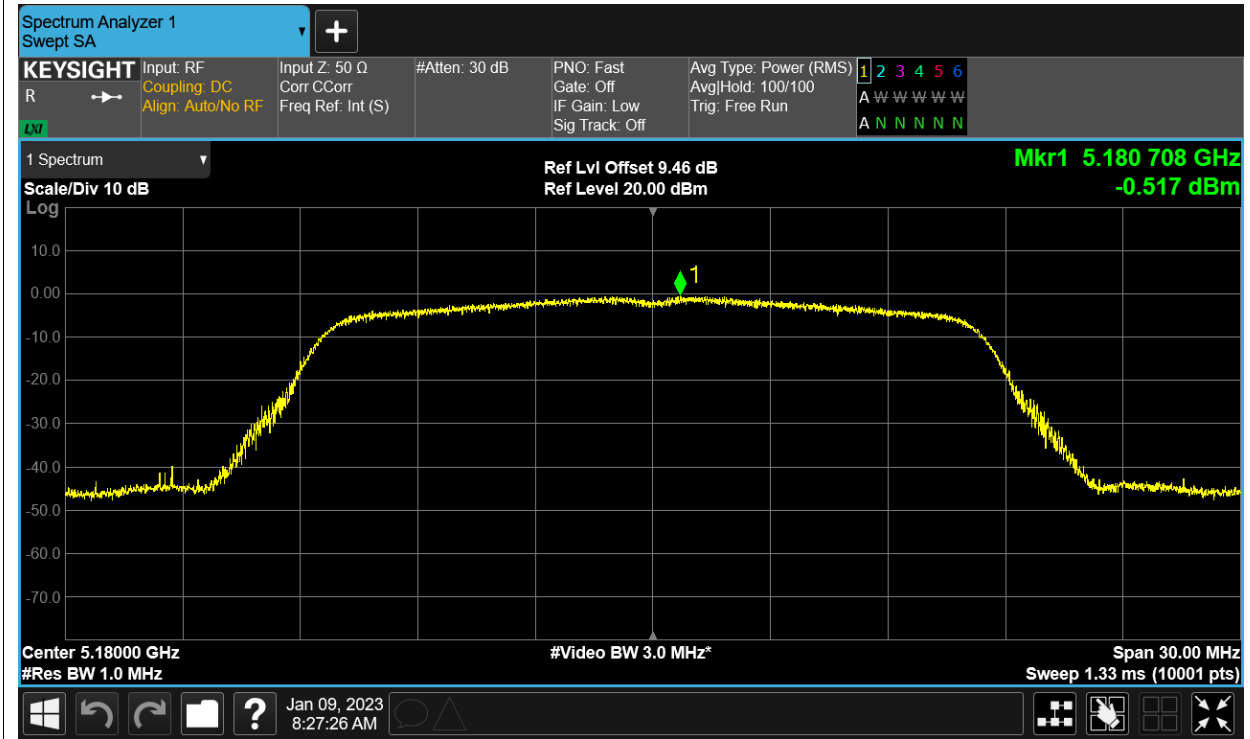 Spectrum Analyzer 1
Swept SA
KEYSIGHT
R
LXI
Input: RF
Coupling: DC
Align: Auto/No RF
Input Z: 50 Ω
Corr CCorr
Freq Ref: Int (S)
#Atten: 30 dB
PNO: Fast
Gate: Off
IF Gain: Low
Sig Track: Off
Avg Type: Power (RMS)
Avg|Hold: 100/100
Trig: Free Run
1 2 3 4 5 6
A W W W W W
A N N N N N
1 Spectrum
Scale/Div 10 dB
Log
Ref Lvl Offset 9.46 dB
Ref Level 20.00 dBm
Mkr1 5.180 708 GHz
-0.517 dBm
1
10.0
0.00
-10.0
-20.0
-30.0
-40.0
-50.0
-60.0
-70.0
Center 5.18000 GHz
#Res BW 1.0 MHz
#Video BW 3.0 MHz*
Span 30.00 MHz
Sweep 1.33 ms (10001 pts)
?
Jan 09, 2023
8:27:26 AM